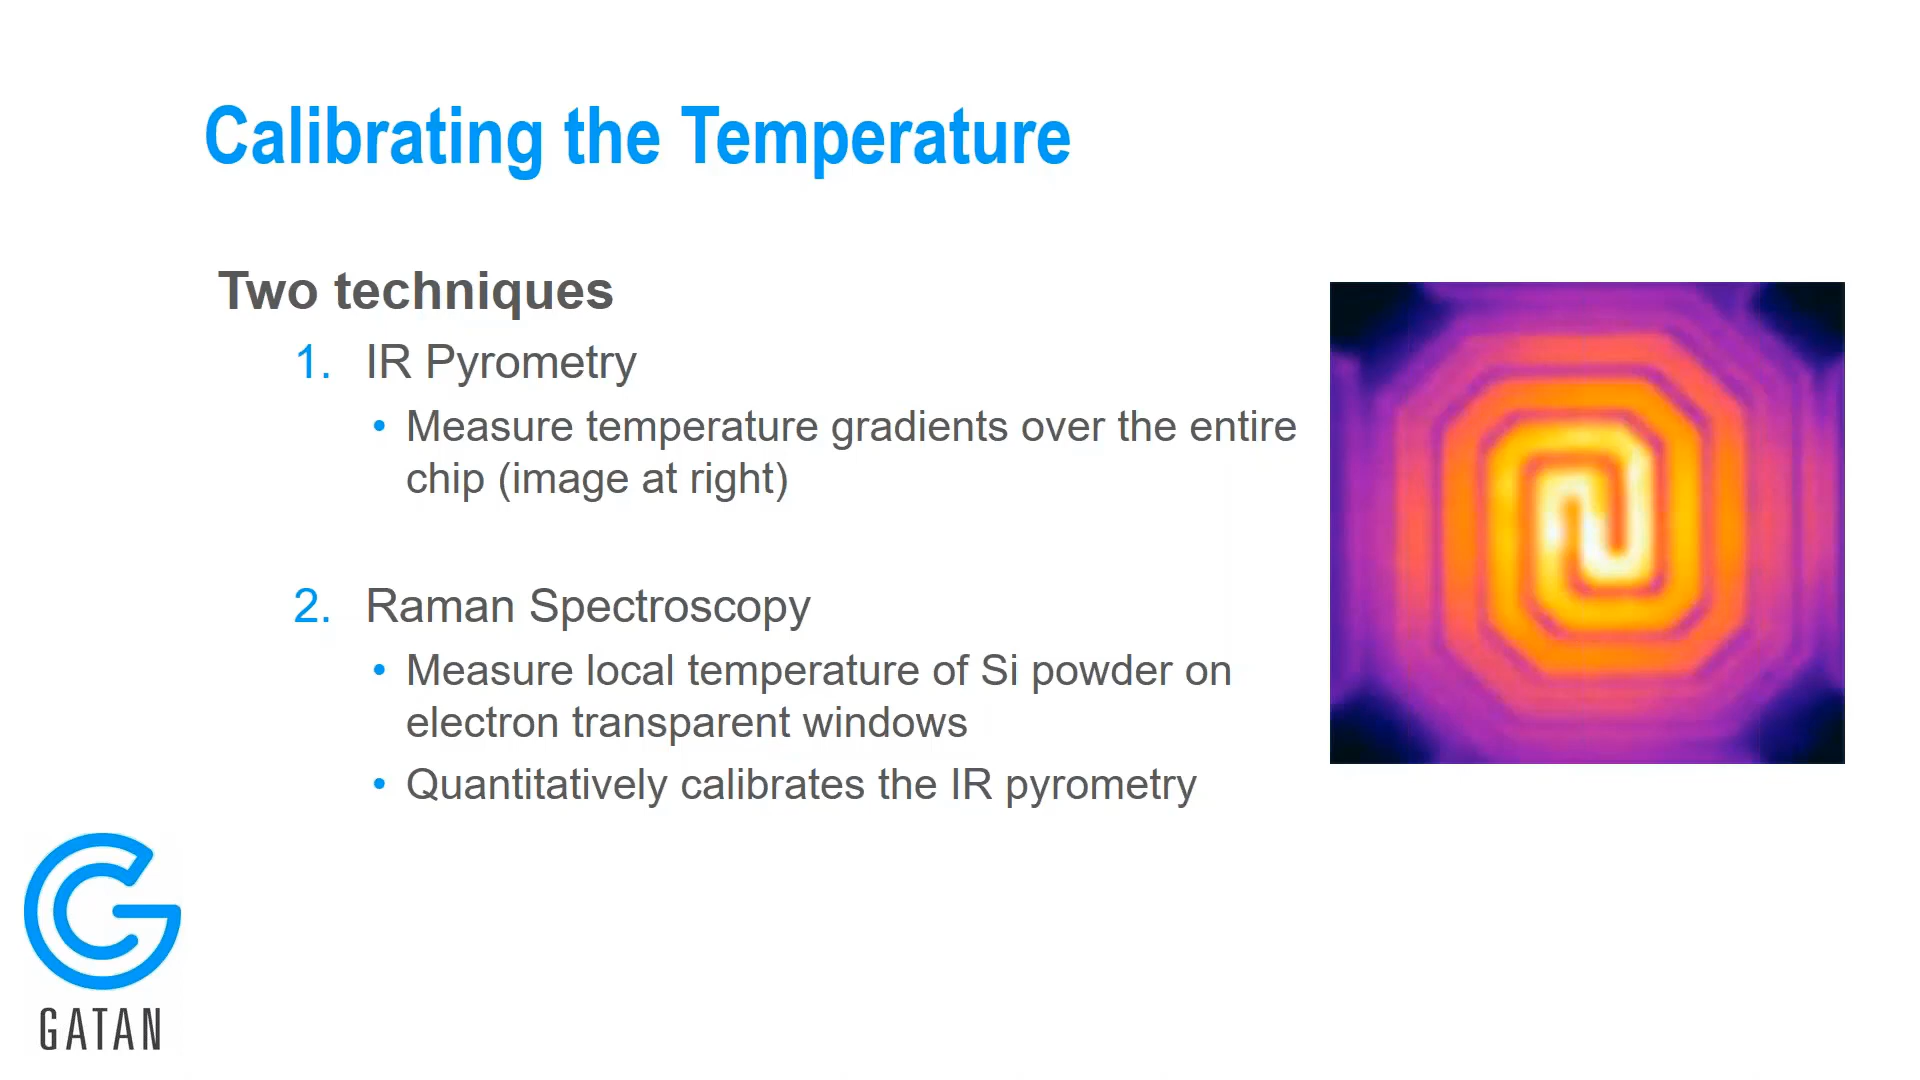 Calibrating the Temperature
Two techniques
1. IR Pyrometry
• Measure temperature gradients over the entire
chip (image at right)
2. Raman Spectroscopy
• Measure local temperature of Si powder on
electron transparent windows
• Quantitatively calibrates the IR pyrometry
GATAN